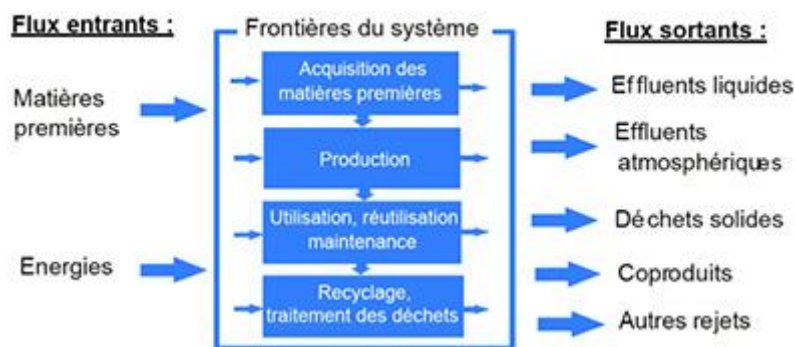 Flux entrants :
Frontières du système
Flux sortants :
Matières
premières
Energies
Acquisition des
matières premières
Production
Utilisation, réutilisation
maintenance
Recyclage,
traitement des déchets
Effluents liquides
Effluents
atmosphériques
Déchets solides
Coproduits
Autres rejets